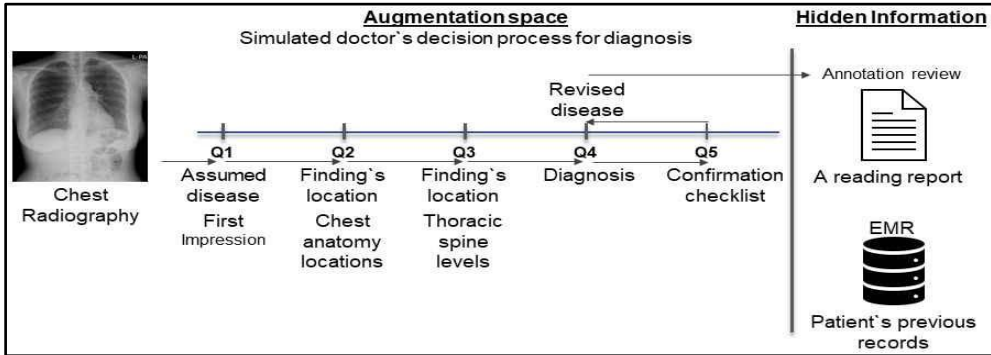 Augmentation space
Simulated doctor`s decision process for diagnosis
Hidden Information
L-PA
Chest
Radiography
Revised
disease
Q1
Q2
Q3
Q4
Q5
Assumed
disease
First
Impression
Finding`s
location
Chest
anatomy
locations
Finding`s
location
Thoracic
spine
levels
Diagnosis
Confirmation
checklist
Annotation review
A reading report
EMR
Patient`s previous
records